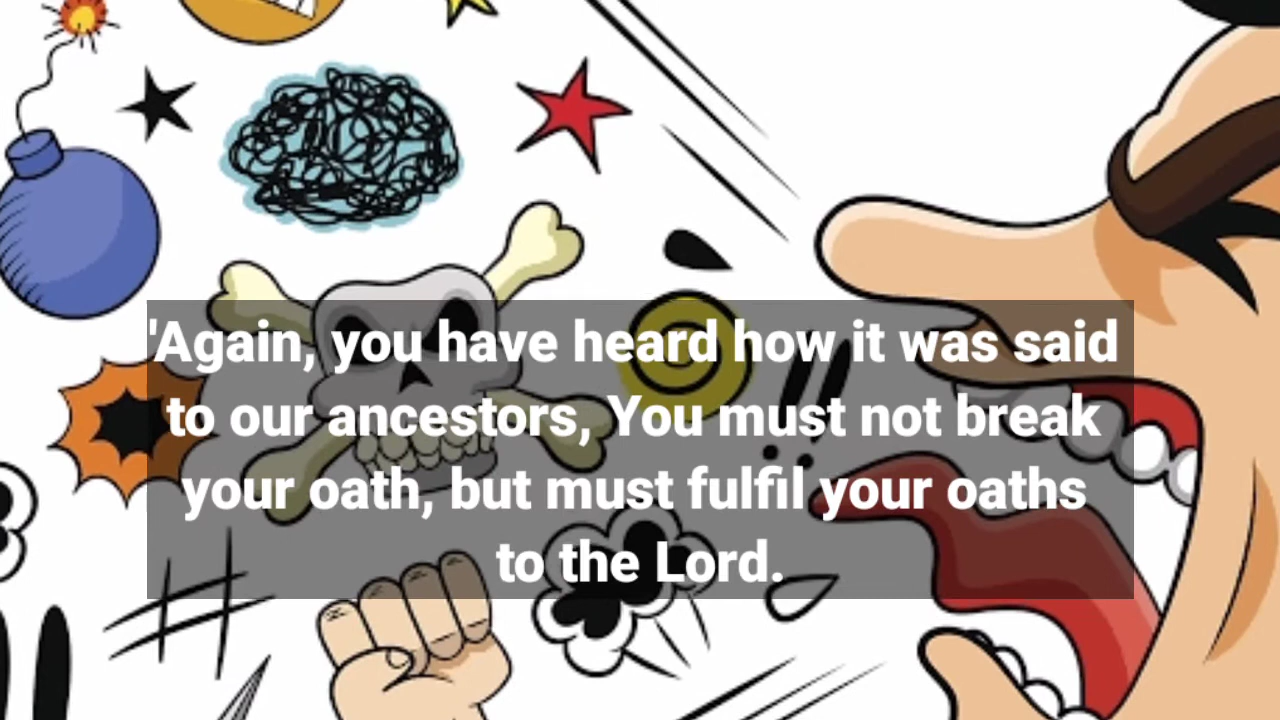 'Again, you have heard how it was said
to our ancestors, You must not break
your oath, but must fulfil your oaths
to the Lord.